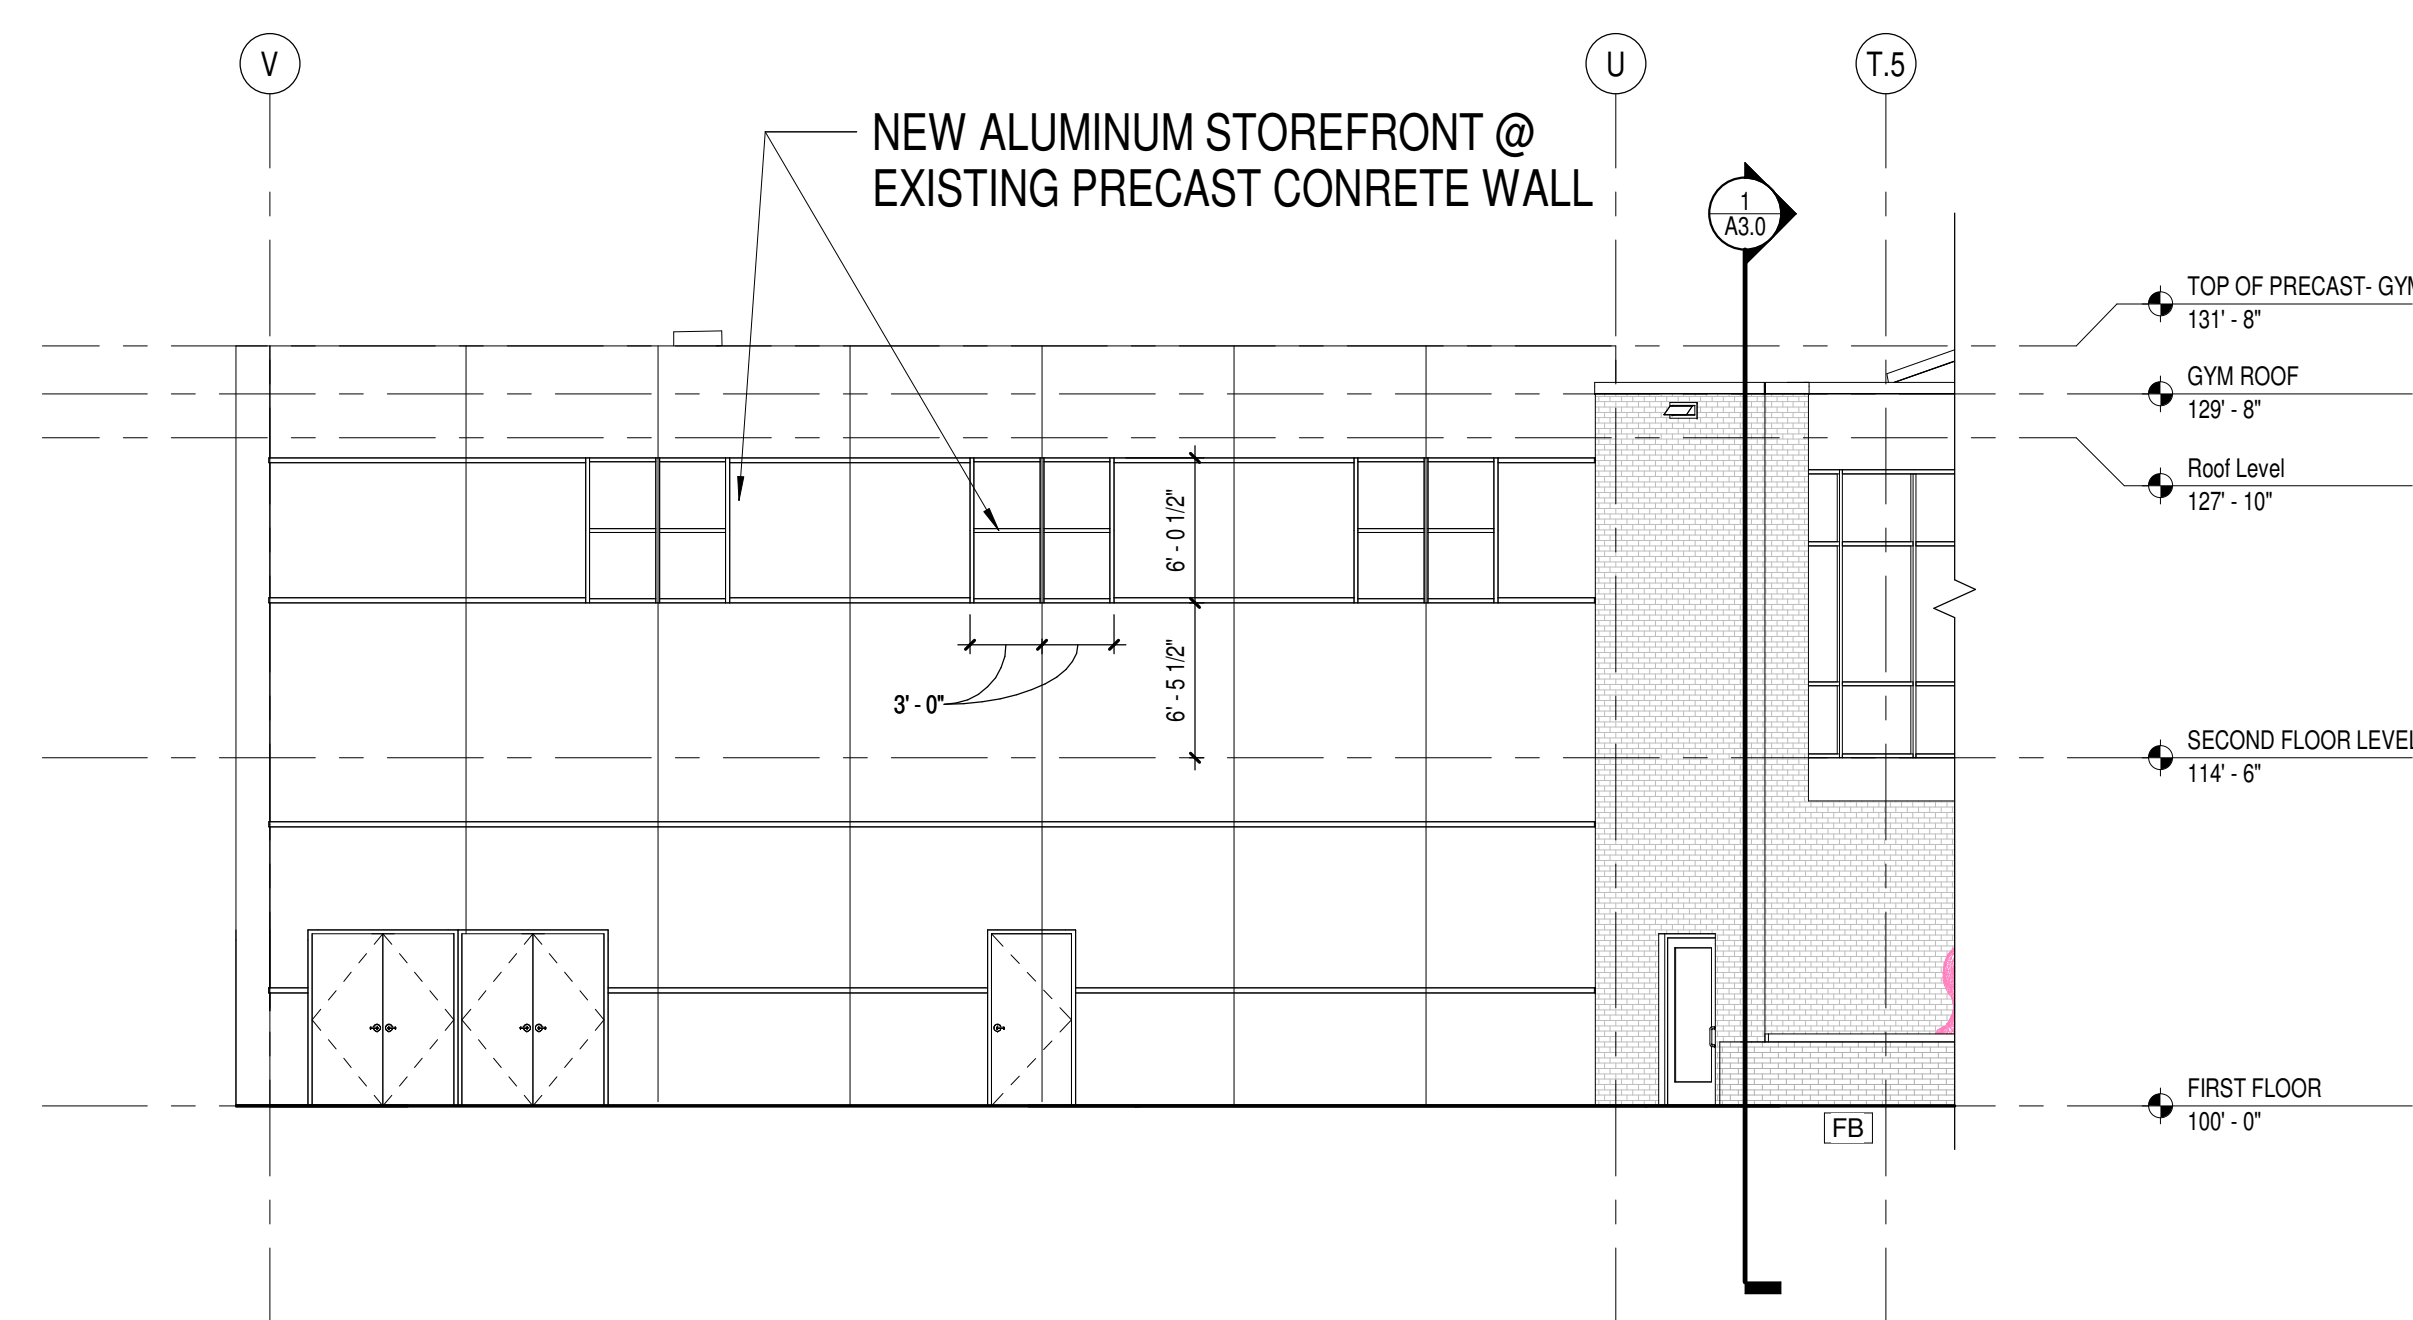 V
U
T.5
NEW ALUMINUM STOREFRONT @
EXISTING PRECAST CONRETE WALL
1
A3.0
TOP OF PRECAST- GYM
131' - 8"
GYM ROOF
129' - 8"
Roof Level
127' - 10"
6' - 0 1/2"
6' - 5 1/2"
3' - 0"
SECOND FLOOR LEVEL
114' - 6"
FIRST FLOOR
100' - 0"
FB